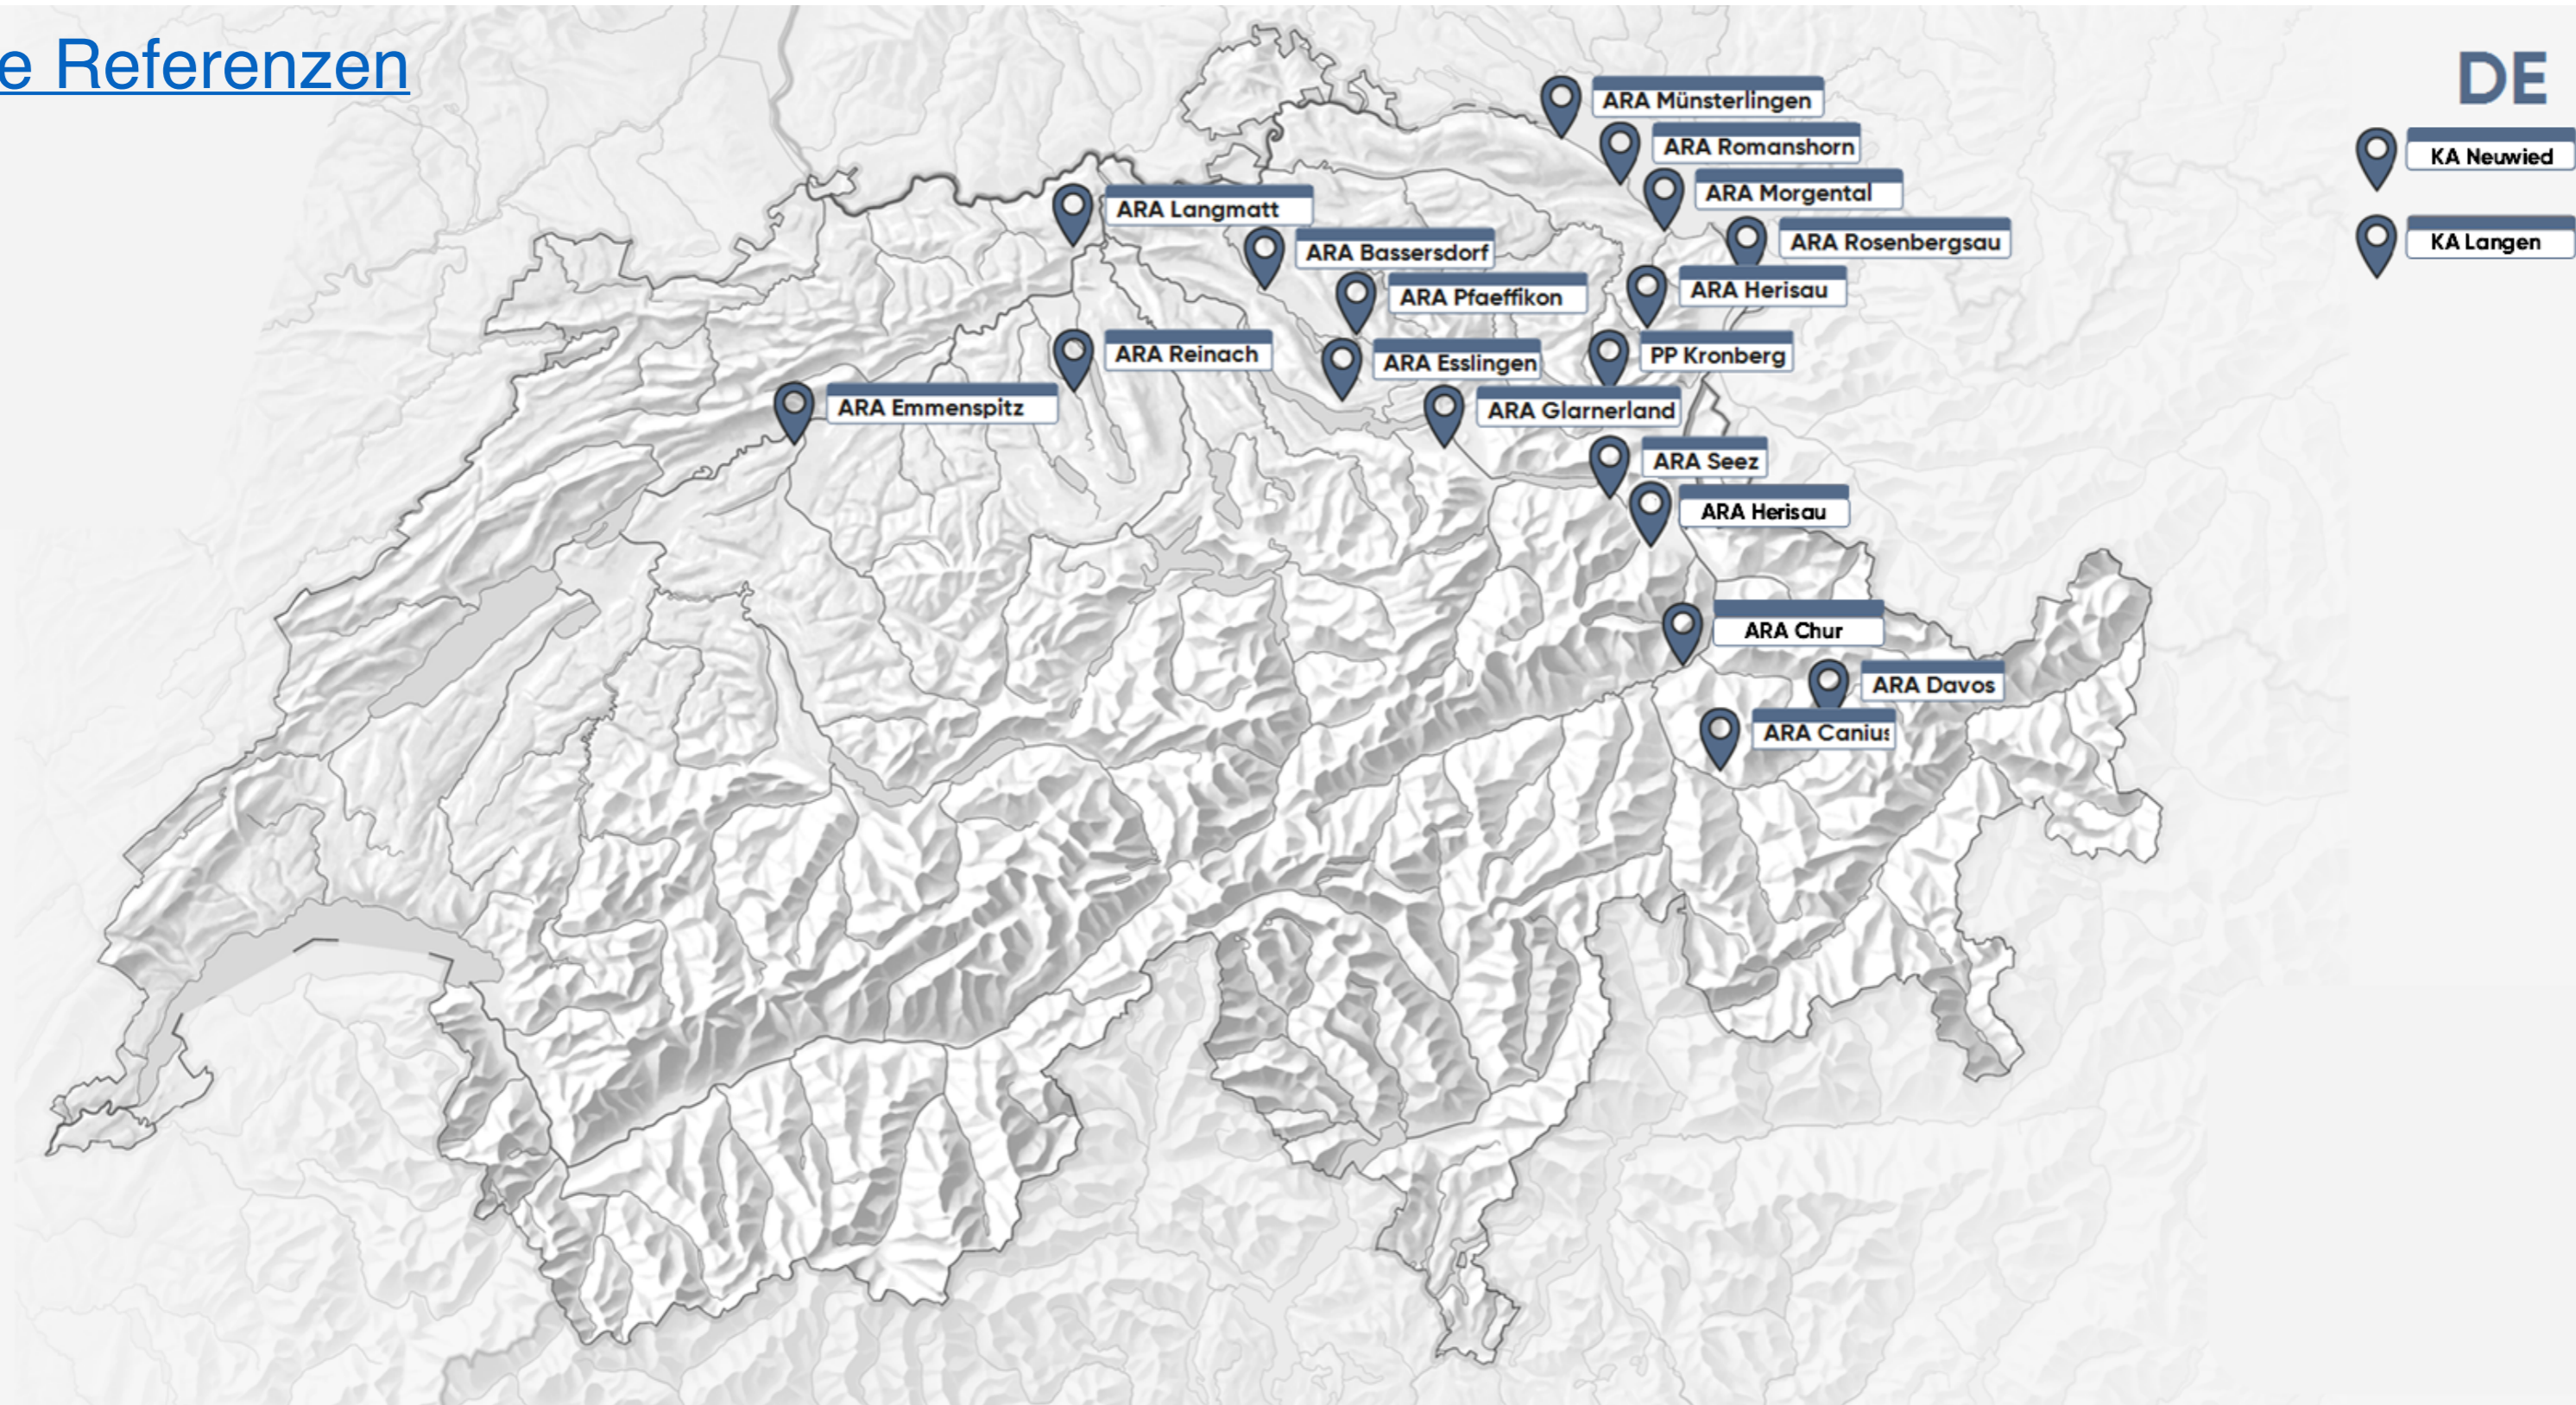 e Referenzen
DE
ARA Münsterlingen
ARA Romanshorn
KA Neuwied
ARA Morgental
ARA Langmatt
ARA Rosenbergsau
KA Langen
ARA Bassersdorf
ARA Herisau
ARA Pfaeffikon
ARA Reinach
PP Kronberg
ARA Esslingen
ARA Emmenspitz
ARA Glarnerland
ARA Seez
ARA Herisau
ARA Chur
ARA Davos
ARA Canius